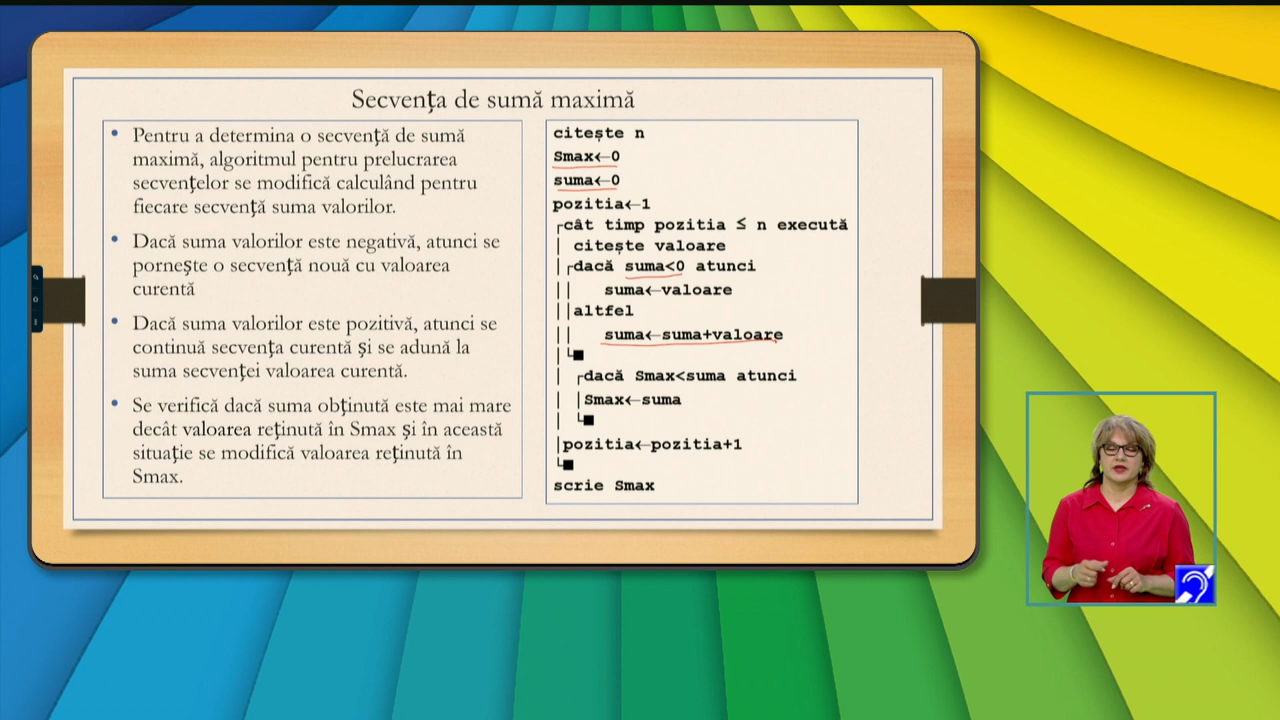 Secvența de sumă maximă
• Pentru a determina o secvență de sumă
maximă, algoritmul pentru prelucrarea
secvențelor se modifică calculând pentru
fiecare secvență suma valorilor.
• Dacă suma valorilor este negativă, atunci se
pornește o secvență nouă cu valoarea
curentă
• Dacă suma valorilor este pozitivă, atunci se
continuă secvența curentă și se adună la
suma secvenței valoarea curentă.
• Se verifică dacă suma obținută este mai mare
decât valoarea reținută în Smax și în această
situație se modifică valoarea reținută în
Smax.
citește n
Smax←0
suma←0
pozitia←1
┌cât timp pozitia ≤ n execută
│ citește valoare
│┌dacă suma<0 atunci
││ suma←valoare
││altfel
││ suma←suma+valoare
│└■
│ ┌dacă Smax<suma atunci
│ │Smax←suma
│ └■
│pozitia←pozitia+1
└■
scrie Smax